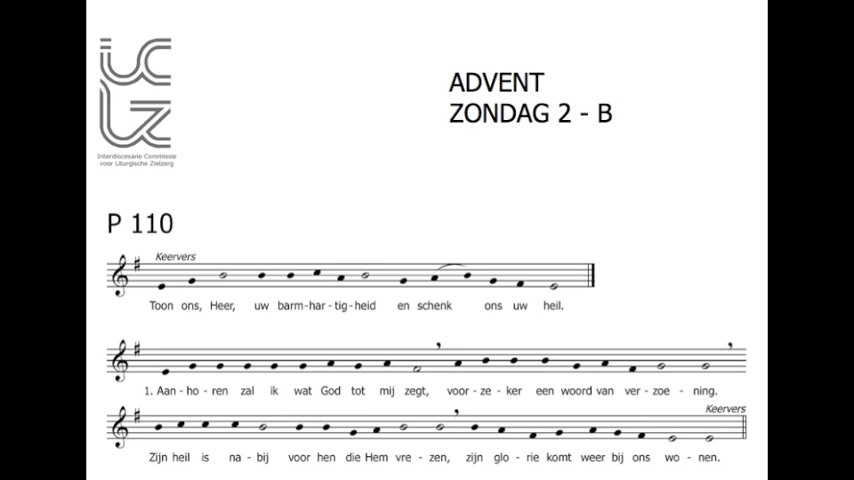 Interdiocesane Commissie
voor Liturgische Zielzorg
ADVENT
ZONDAG 2 - B
P 110
Keervers
Toon ons, Heer, uw barm-har-tig-heid en schenk ons uw heil.
1. Aan-ho-ren zal ik wat God tot mij zegt, voor-ze-ker een woord van ver-zoe-ning.
Keervers
Zijn heil is na-bij voor hen die Hem vre-zen, zijn glo-rie komt weer bij ons wo-nen.